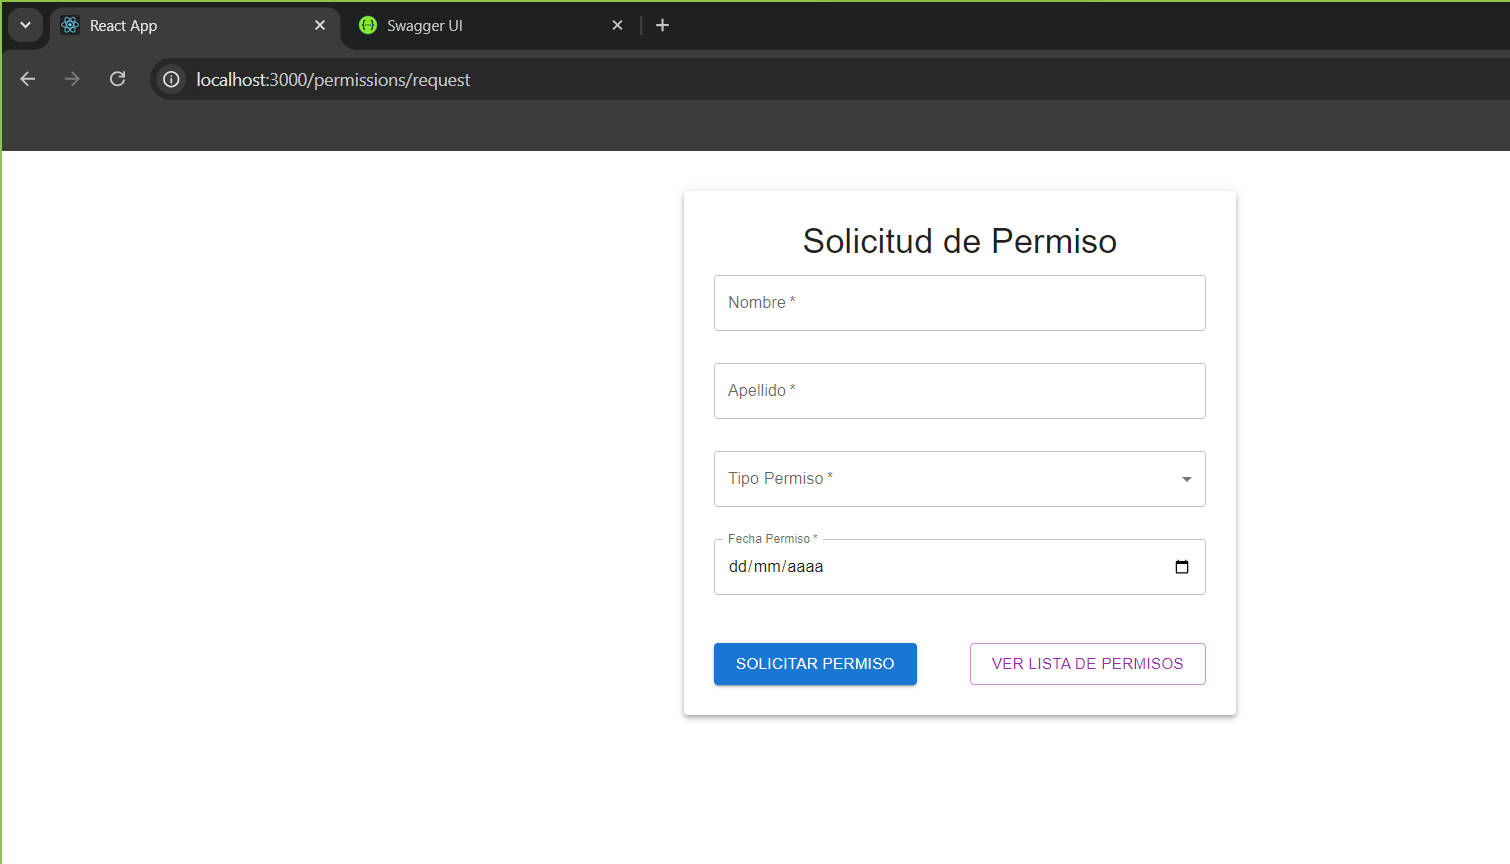 React App
Swagger UI
localhost:3000/permissions/request
Solicitud de Permiso
Nombre *
Apellido *
Tipo Permiso *
Fecha Permiso *
dd/mm/aaaa
SOLICITAR PERMISO
VER LISTA DE PERMISOS